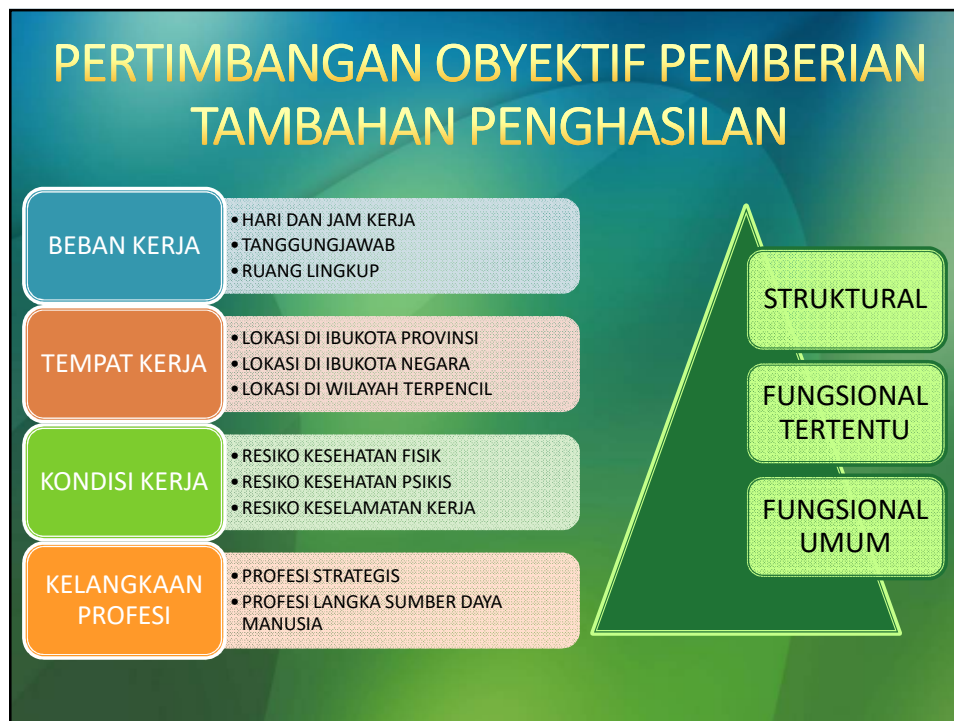 PERTIMBANGAN OBYEKTIF PEMBERIAN
TAMBAHAN PENGHASILAN
BEBAN KERJA
•HARI DAN JAM KERJA
•TANGGUNGJAWAB
•RUANG LINGKUP
TEMPAT KERJA
•LOKASI DI IBUKOTA PROVINSI
•LOKASI DI IBUKOTA NEGARA
•LOKASI DI WILAYAH TERPENCIL
KONDISI KERJA
•RESIKO KESEHATAN FISIK
•RESIKO KESEHATAN PSIKIS
•RESIKO KESELAMATAN KERJA
KELANGKAAN
PROFESI
•PROFESI STRATEGIS
•PROFESI LANGKA SUMBER DAYA
MANUSIA
STRUKTURAL
FUNGSIONAL
TERTENTU
FUNGSIONAL
UMUM